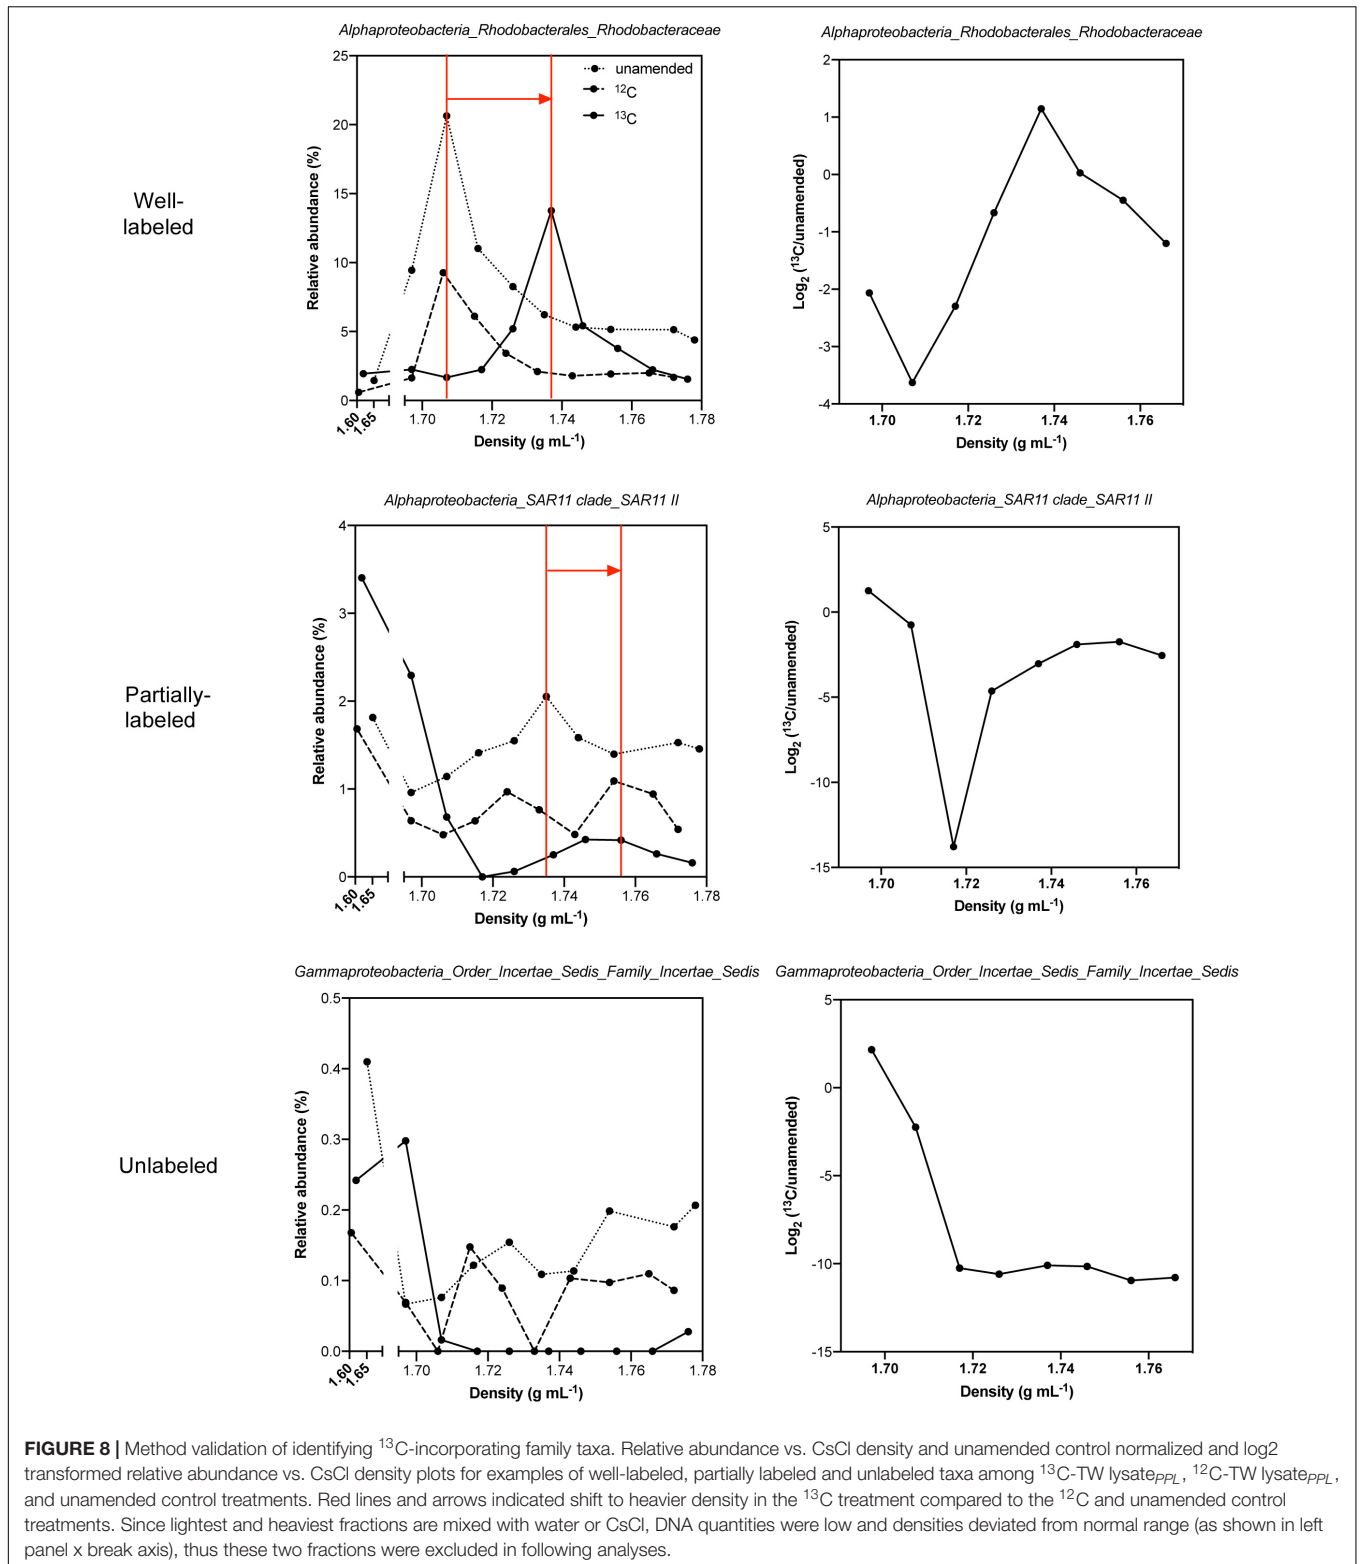 Alphaproteobacteria_Rhodobacterales_Rhodobacteraceae
Alphaproteobacteria_Rhodobacterales_Rhodobacteraceae
Well-
labeled
Relative abundance (%)
25
20
15
10
5
0
unamended
12C
13C
1.60
1.65
1.70
1.72
1.74
1.76
1.78
Density (g mL-1)
Log2 (13C/unamended)
2
1
0
-1
-2
-3
-4
1.70
1.72
1.74
1.76
Density (g mL-1)
Alphaproteobacteria_SAR11 clade_SAR11 II
Alphaproteobacteria_SAR11 clade_SAR11 II
Partially-
labeled
Relative abundance (%)
4
3
2
1
0
1.60
1.65
1.70
1.72
1.74
1.76
1.78
Density (g mL-1)
Log2 (13C/unamended)
5
0
-5
-10
-15
1.70
1.72
1.74
1.76
Density (g mL-1)
Gammaproteobacteria_Order_Incertae_Sedis_Family_Incertae_Sedis
Gammaproteobacteria_Order_Incertae_Sedis_Family_Incertae_Sedis
Unlabeled
Relative abundance (%)
0.5
0.4
0.3
0.2
0.1
0.0
1.60
1.65
1.70
1.72
1.74
1.76
1.78
Density (g mL-1)
Log2 (13C/unamended)
5
0
-5
-10
-15
1.70
1.72
1.74
1.76
Density (g mL-1)
FIGURE 8 | Method validation of identifying 13C-incorporating family taxa. Relative abundance vs. CsCl density and unamended control normalized and log2
transformed relative abundance vs. CsCl density plots for examples of well-labeled, partially labeled and unlabeled taxa among 13C-TW lysatePPL, 12C-TW lysatePPL,
and unamended control treatments. Red lines and arrows indicated shift to heavier density in the 13C treatment compared to the 12C and unamended control
treatments. Since lightest and heaviest fractions are mixed with water or CsCl, DNA quantities were low and densities deviated from normal range (as shown in left
panel x break axis), thus these two fractions were excluded in following analyses.